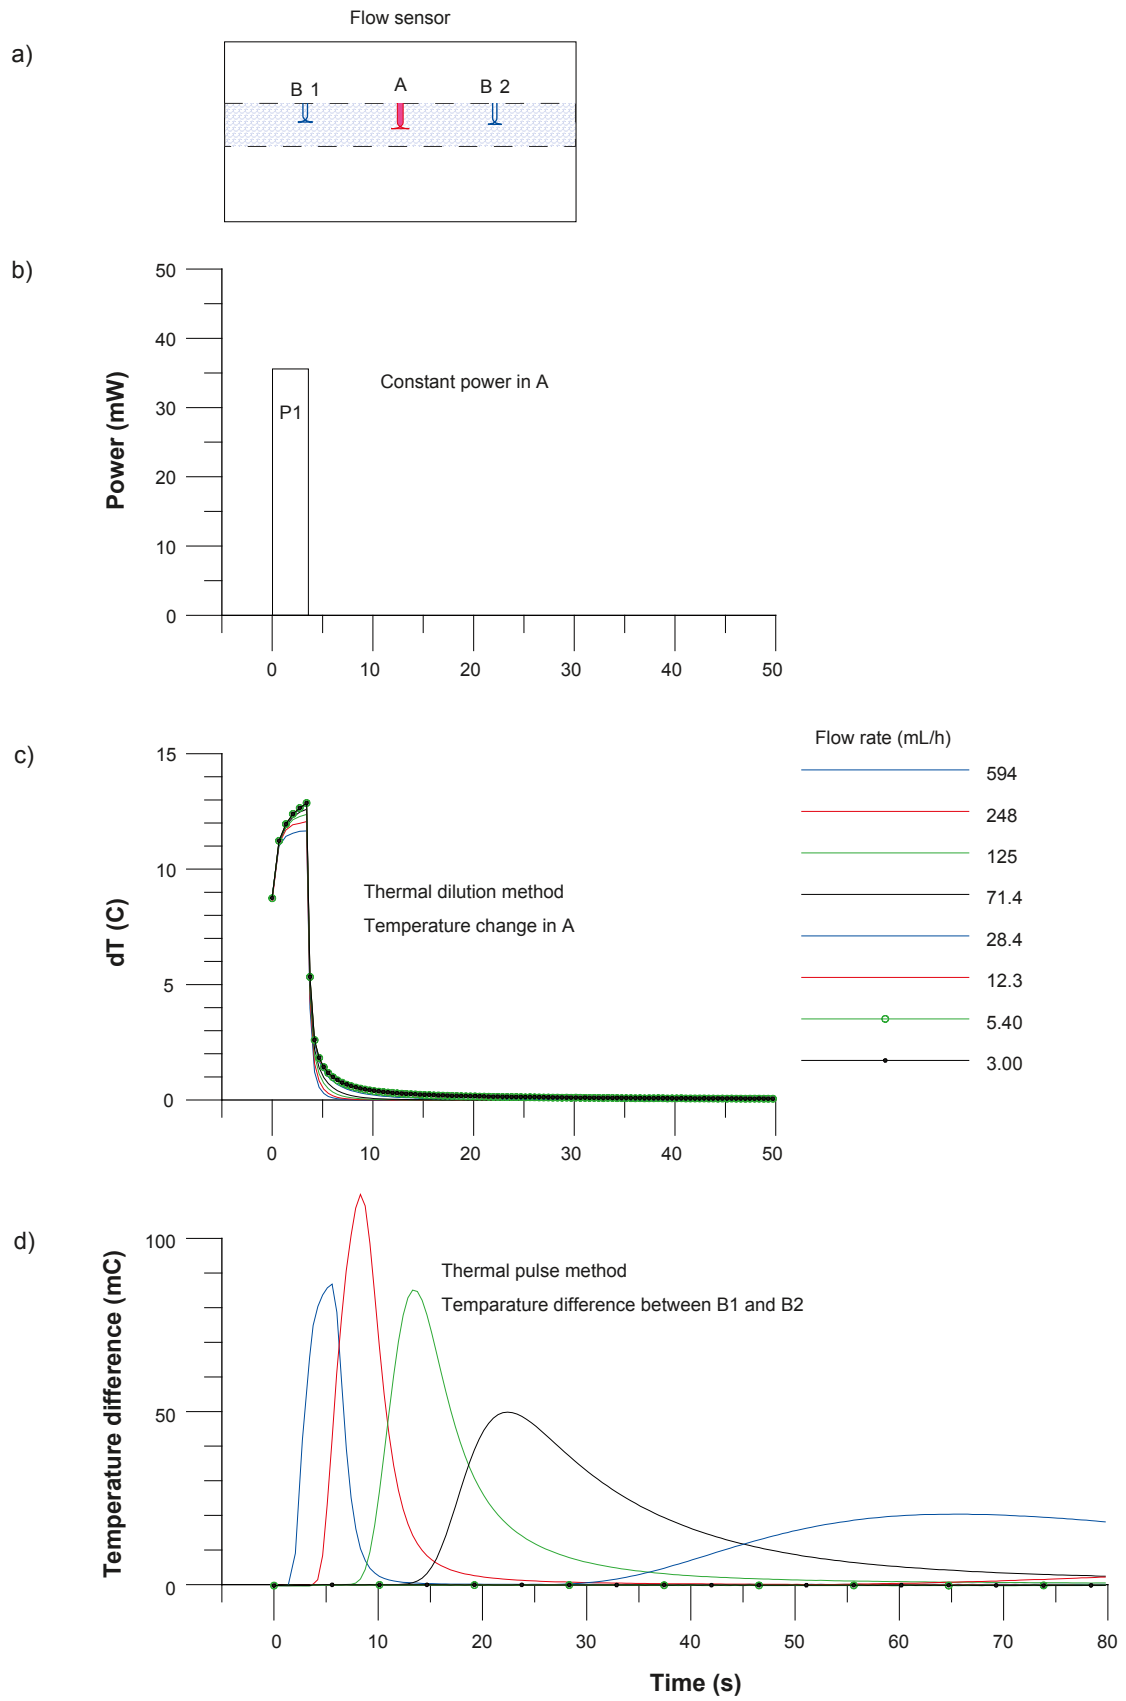 Flow sensor
a)
B 1
A
B 2
b)
50
40
30
20
10
0
Power (mW)
P1
Constant power in A
0
10
20
30
40
50
c)
15
10
5
0
dT (C)
Thermal dilution method
Temperature change in A
0
10
20
30
40
50
Flow rate (mL/h)
594
248
125
71.4
28.4
12.3
5.40
3.00
d)
100
50
0
Temperature difference (mC)
Thermal pulse method
Temparature difference between B1 and B2
0
10
20
30
40
50
60
70
80
Time (s)